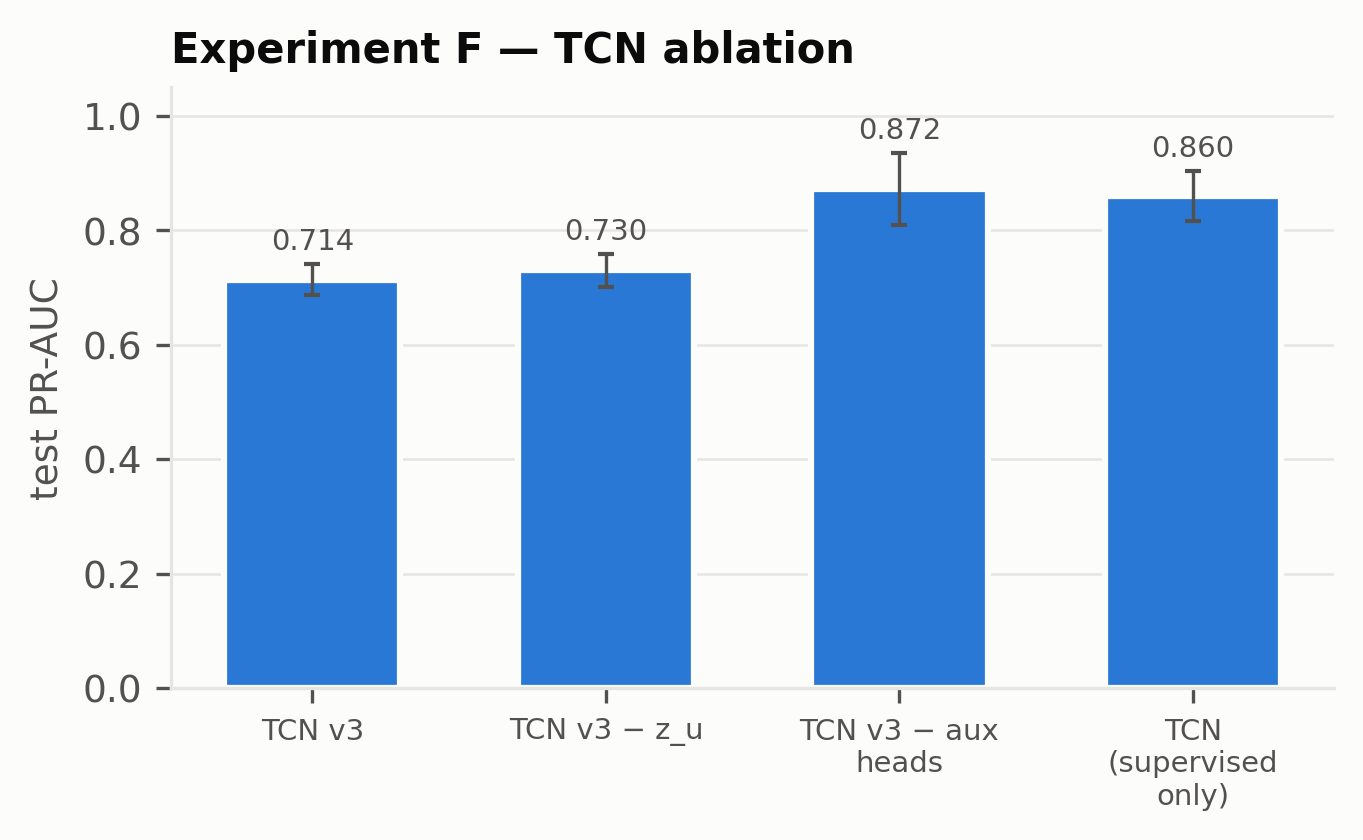 Experiment F — TCN ablation
1.0
0.8
0.6
0.4
0.2
0.0
test PR-AUC
0.714
0.730
0.872
0.860
TCN v3
TCN v3 − z_u
TCN v3 − aux
heads
TCN
(supervised
only)